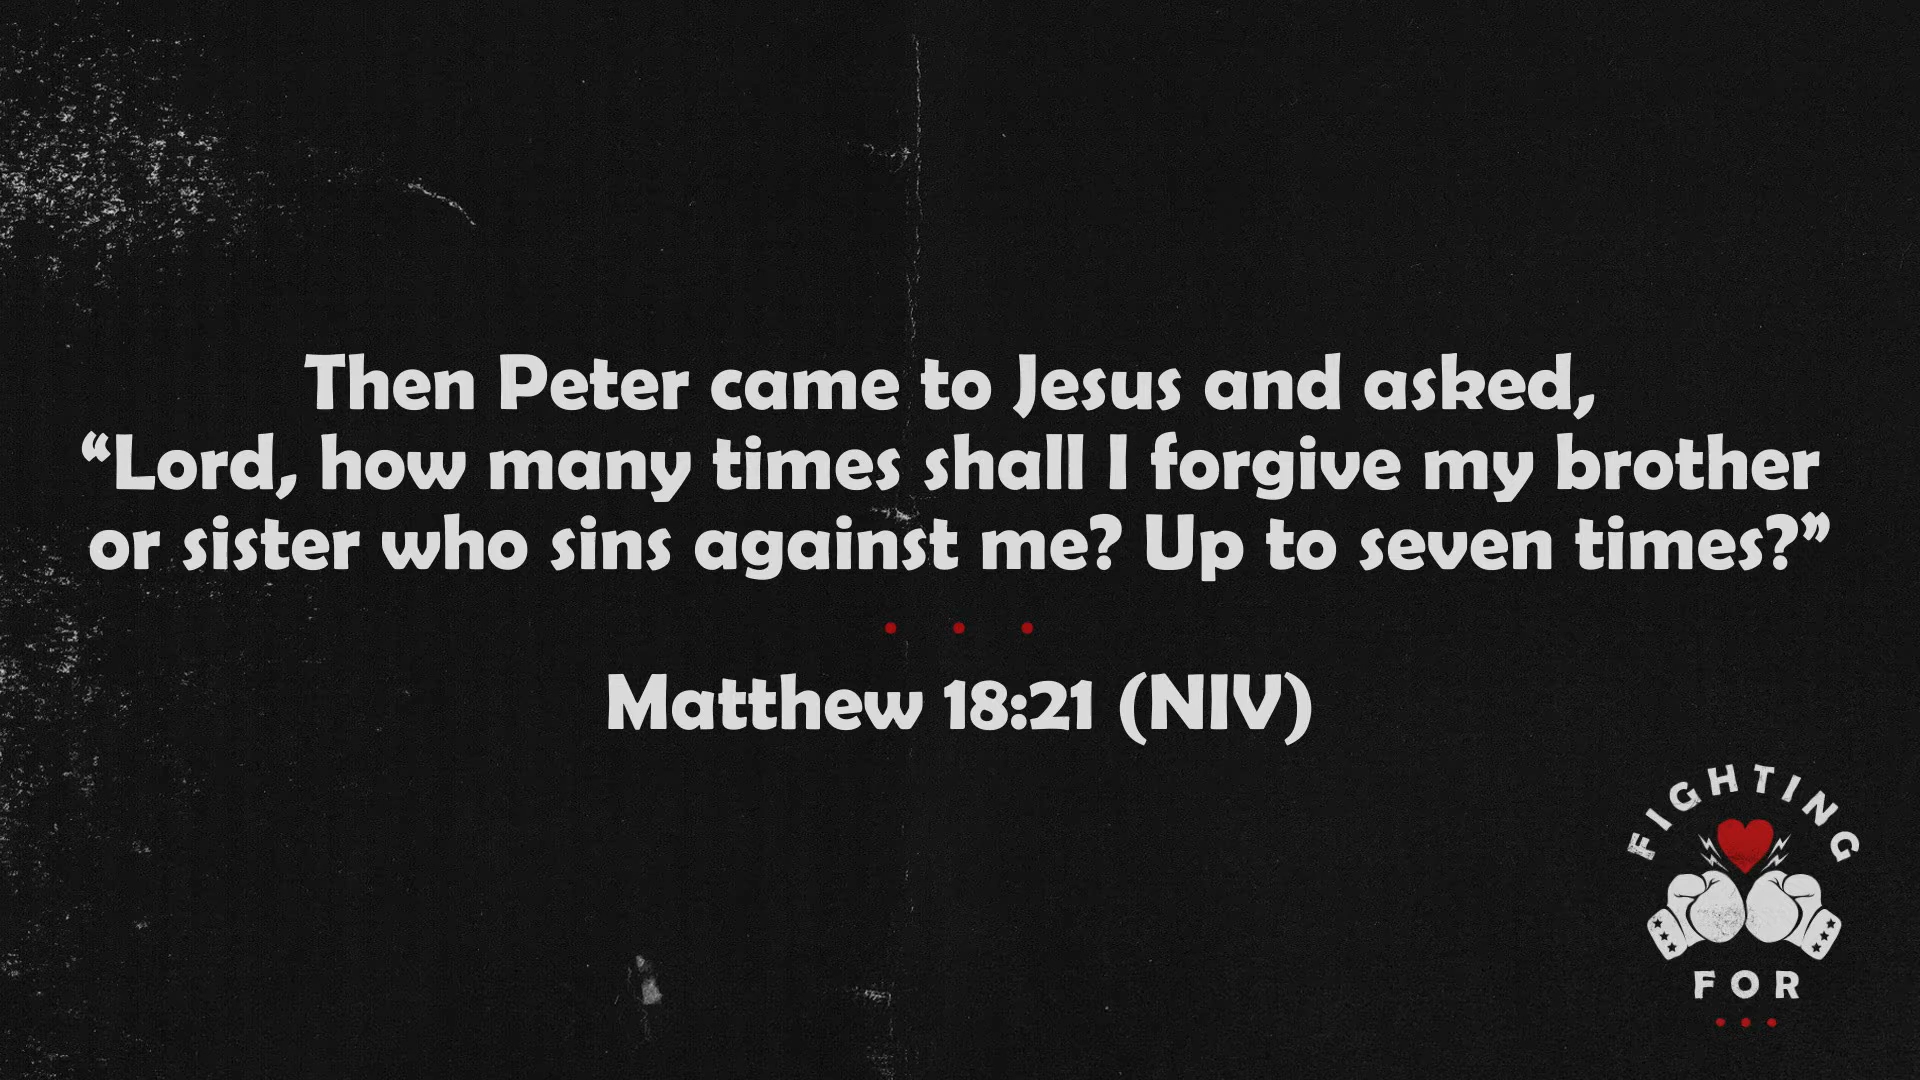 Then Peter came to Jesus and asked,
“Lord, how many times shall I forgive my brother
or sister who sins against me? Up to seven times?”
Matthew 18:21 (NIV)
FIGHTING
FOR